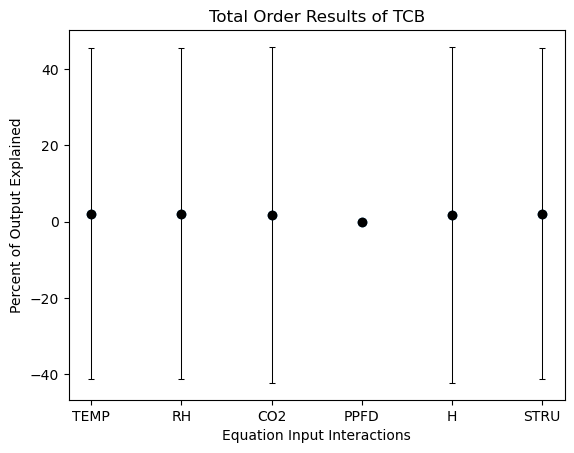 Total Order Results of TCB
Percent of Output Explained
40
20
0
−20
−40
TEMP RH CO2 PPFD H STRU
Equation Input Interactions